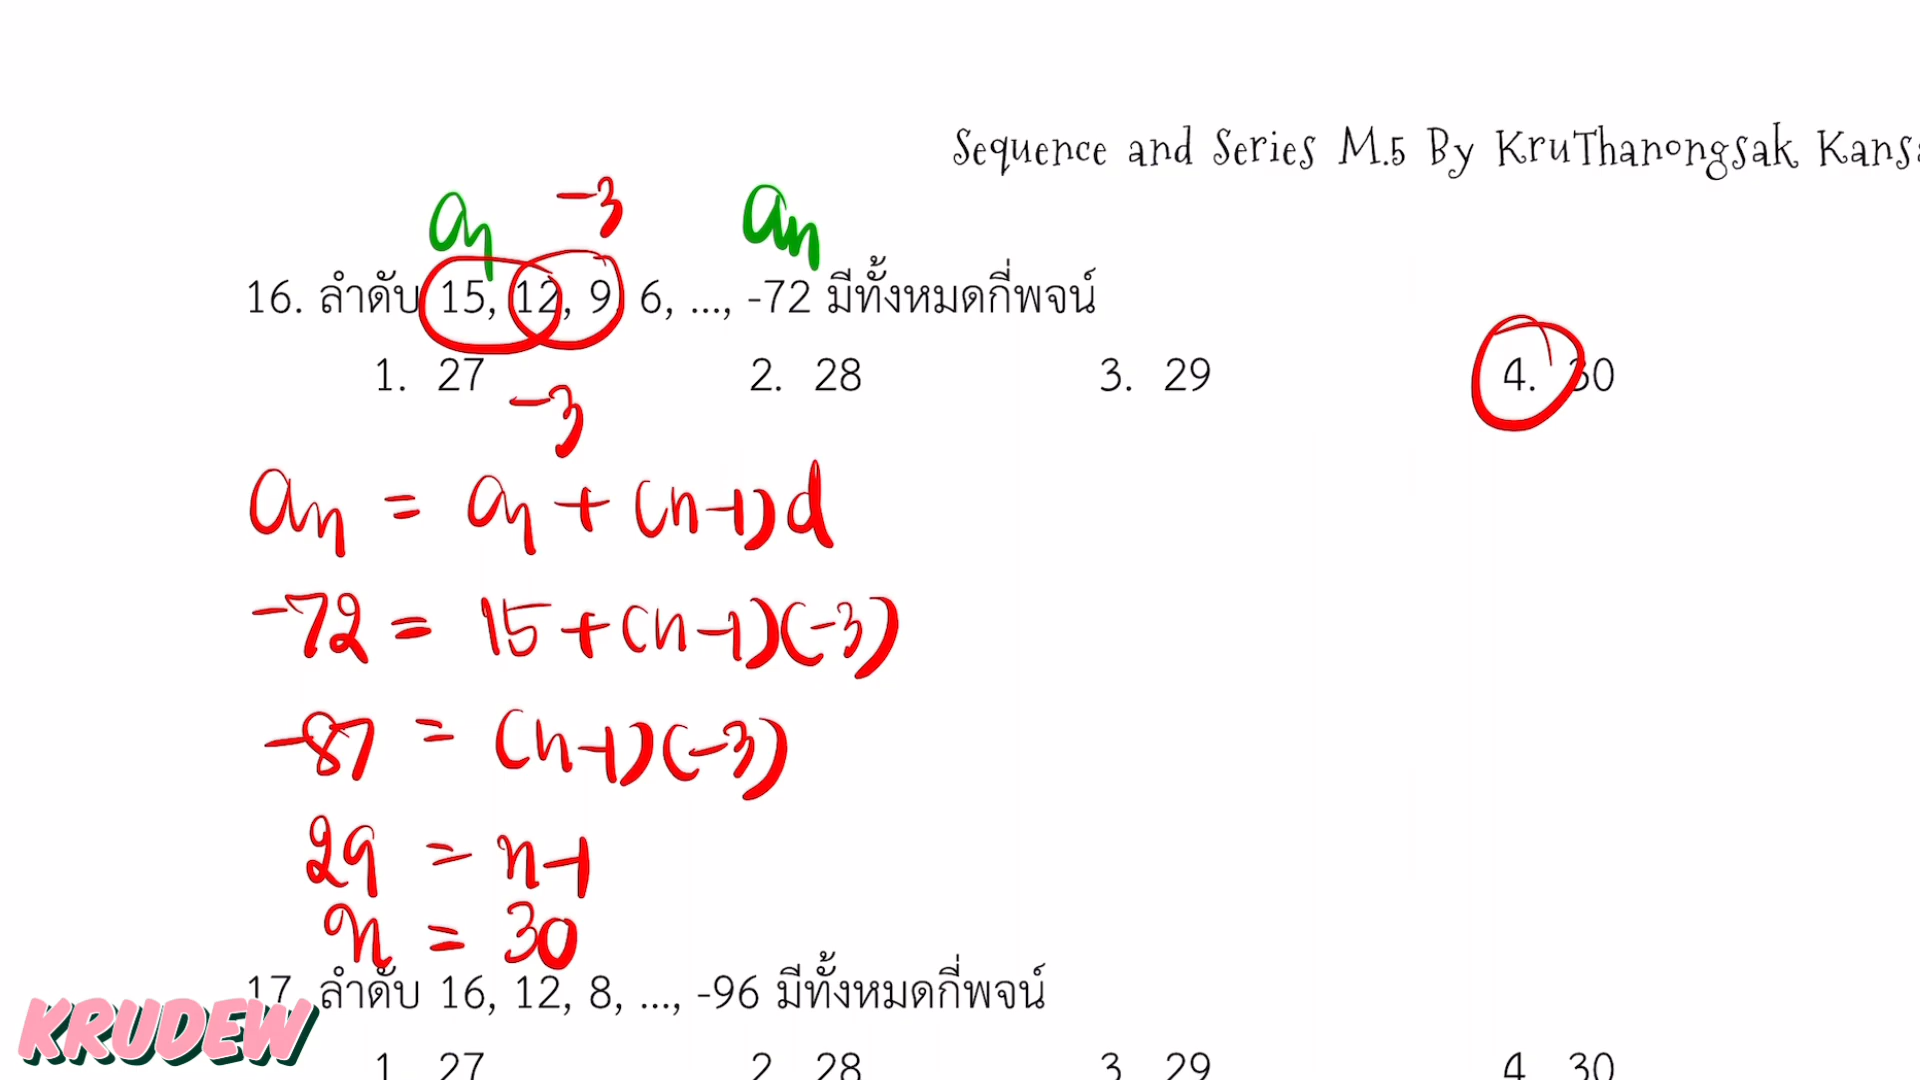 Sequence and Series M.5 By KruThanongsak
a1 -3 an
16. ลำดับ 15, 12, 9, 6, ..., -72 มีทั้งหมดกี่พจน์
1. 27 2. 28 3. 29 4. 30
-3
an = a1 + (n-1)d
-72 = 15 + (n-1)(-3)
-87 = (n-1)(-3)
29 = n-1
n = 30
17. ลำดับ 16, 12, 8, ..., -96 มีทั้งหมดกี่พจน์
KRUDEW
1. 27 2. 28 3. 29 4. 30